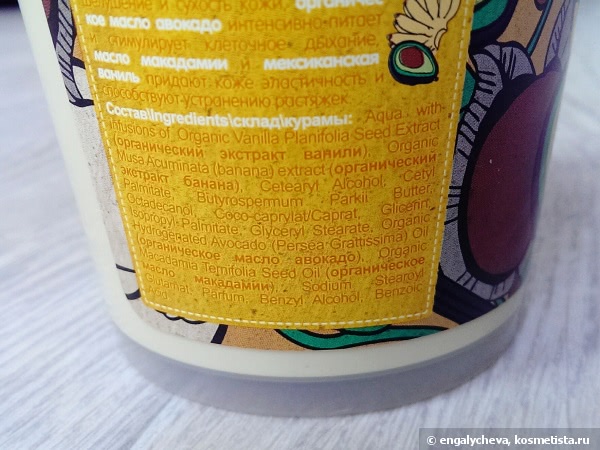 шелушение и сухость кожи, органичес-
кое масло авокадо интенсивно питает
и стимулирует клеточное дыхание,
масло макадамии и мексиканская
ваниль придают коже эластичность и
способствуют устранению растяжек.
Состав\Ingredients\склад\курамы: Aqua with
infusions of Organic Vanilla Planifolia Seed Extract
(органический экстракт ванили), Organic
Musa Acuminata (banana) extract (органический
экстракт банана), Cetearyl Alcohol, Cetyl
Palmitate, Butyrospermum Parkii Butter,
Octadecanol, Coco-caprylat/Caprat, Glicerin,
Isopropyl Palmitate, Glyceryl Stearate, Organic
Hydrogenated Avocado (Persea Grattissima) Oil
(органическое масло авокадо), Organic
Macadamia Ternifolia Seed Oil (органическое
масло макадамии), Sodium Stearoyl
Glutamat, Parfum, Benzyl Alcohol, Benzoic
© engalycheva, kosmetista.ru